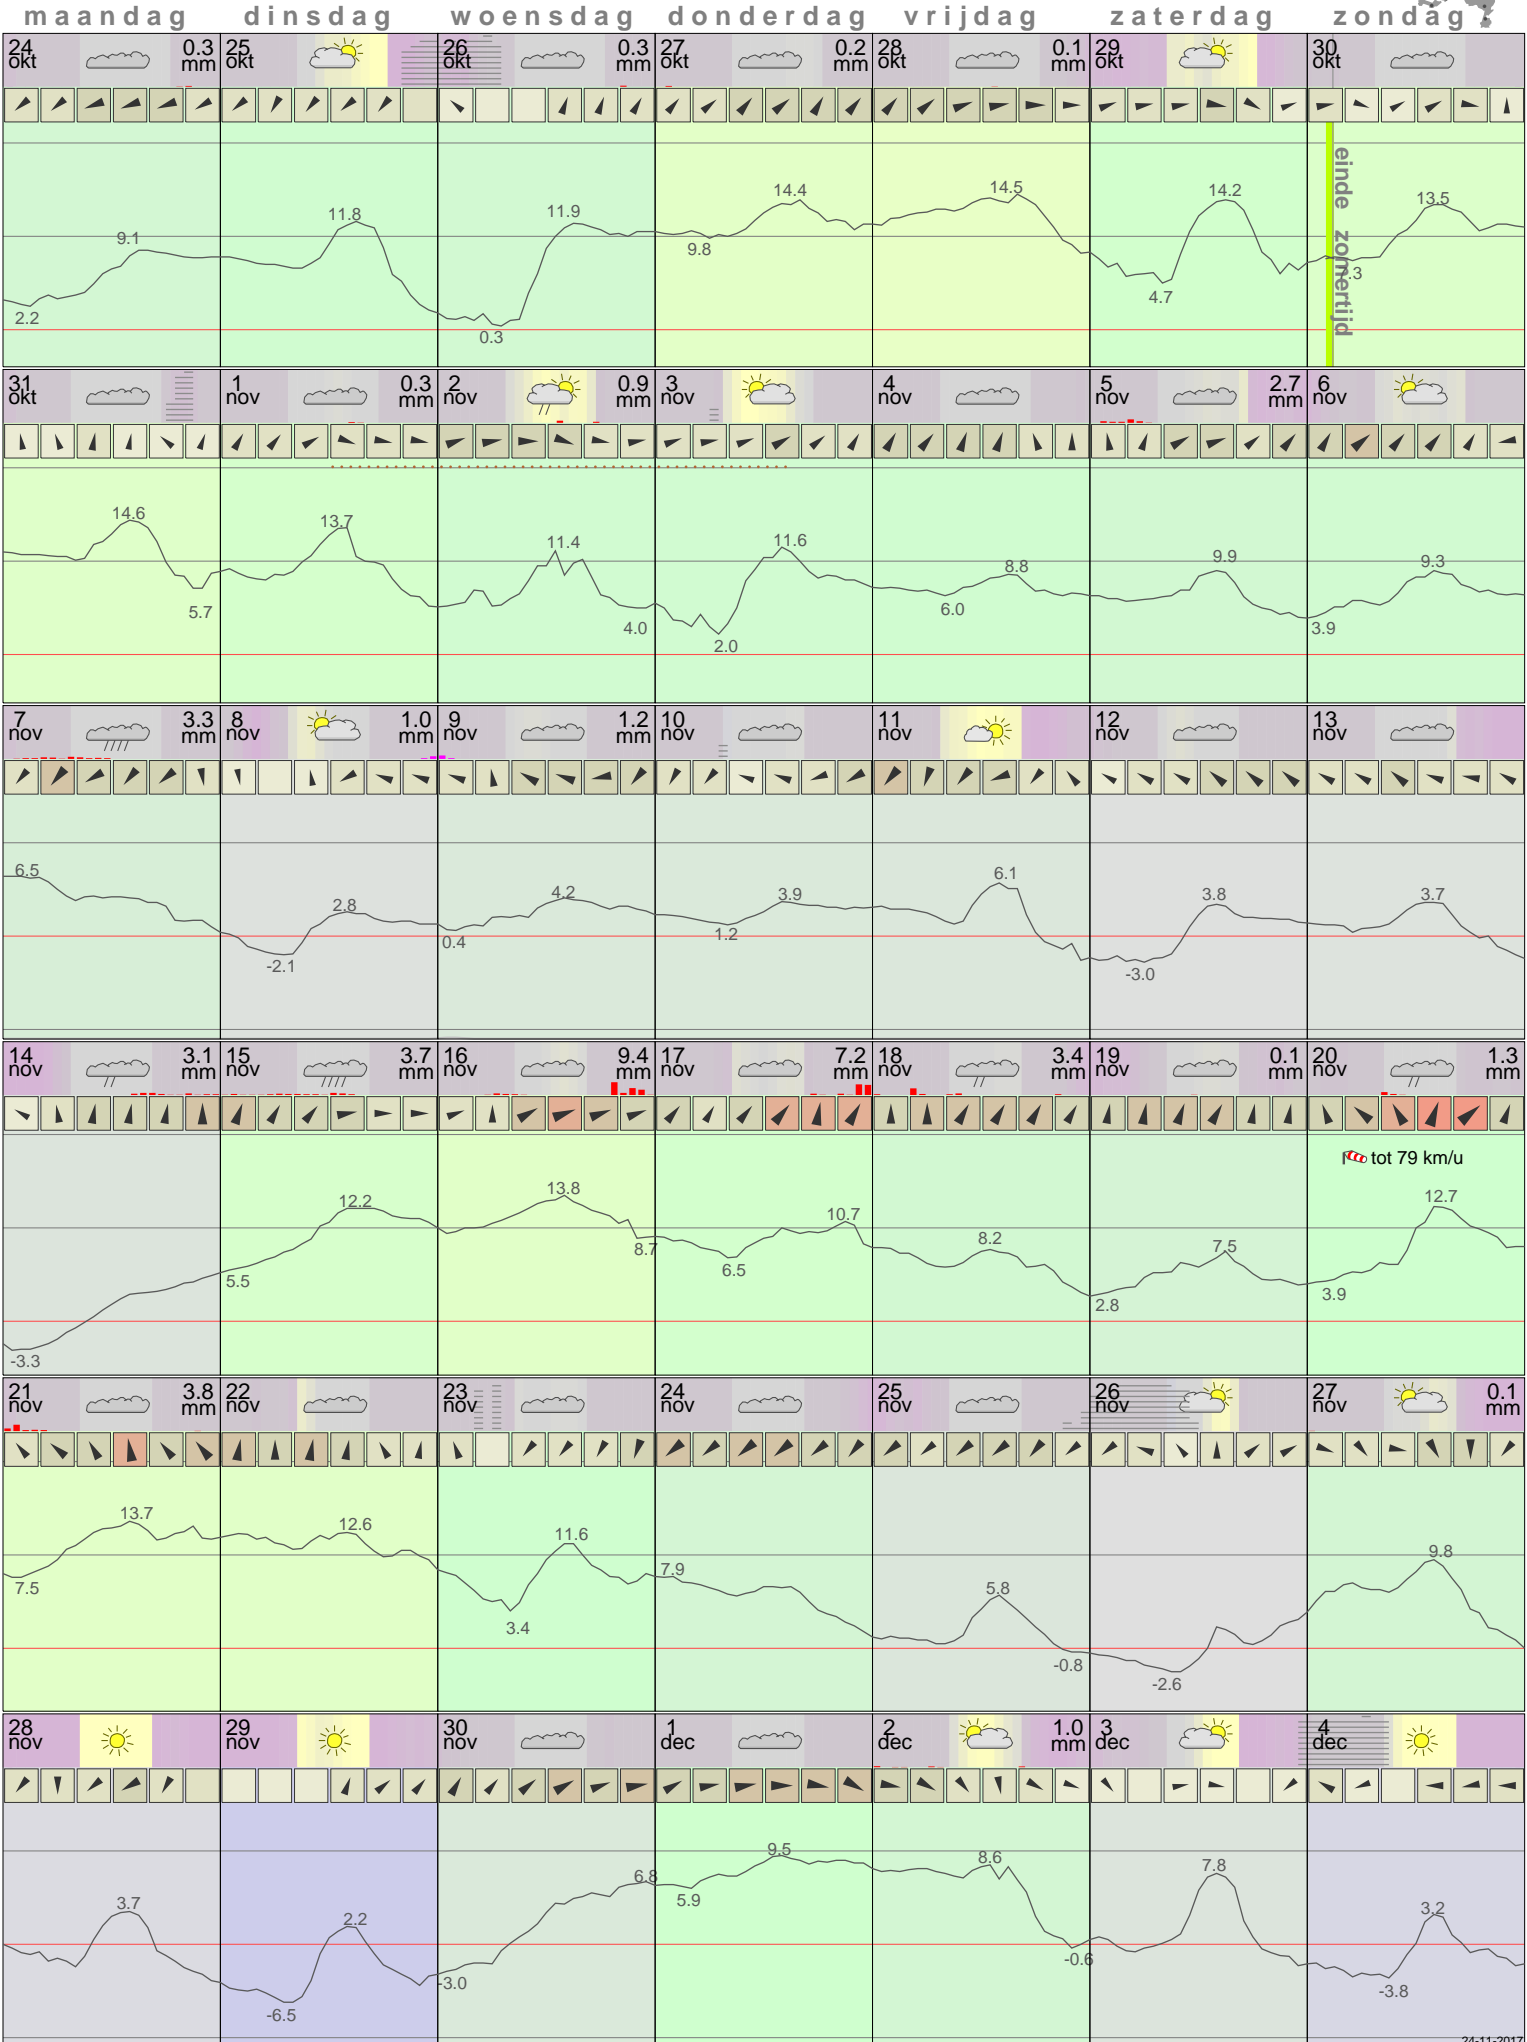 maandag dinsdag woensdag donderdag vrijdag zaterdag zondag
24 okt 0.3 mm 25 okt 26 okt 0.3 mm 27 okt 0.2 mm 28 okt 0.1 mm 29 okt 30 okt
einde zomertijd
2.2 9.1 11.8 0.3 11.9 9.8 14.4 14.5 4.7 14.2 .3 13.5
31 okt 1 nov 0.3 mm 2 nov 0.9 mm 3 nov 4 nov 5 nov 2.7 mm 6 nov
14.6 5.7 13.7 11.4 4.0 2.0 11.6 6.0 8.8 9.9 3.9 9.3
7 nov 3.3 mm 8 nov 1.0 mm 9 nov 1.2 mm 10 nov 11 nov 12 nov 13 nov
6.5 -2.1 2.8 0.4 4.2 1.2 3.9 6.1 -3.0 3.8 3.7
14 nov 3.1 mm 15 nov 3.7 mm 16 nov 9.4 mm 17 nov 7.2 mm 18 nov 3.4 mm 19 nov 0.1 mm 20 nov 1.3 mm
tot 79 km/u
-3.3 5.5 12.2 13.8 8.7 6.5 10.7 8.2 2.8 7.5 3.9 12.7
21 nov 3.8 mm 22 nov 23 nov 24 nov 25 nov 26 nov 27 nov 0.1 mm
7.5 13.7 12.6 3.4 11.6 7.9 5.8 -0.8 -2.6 9.8
28 nov 29 nov 30 nov 1 dec 2 dec 1.0 mm 3 dec 4 dec
3.7 -6.5 2.2 -3.0 6.8 5.9 9.5 8.6 -0.6 7.8 -3.8 3.2
24-11-2017